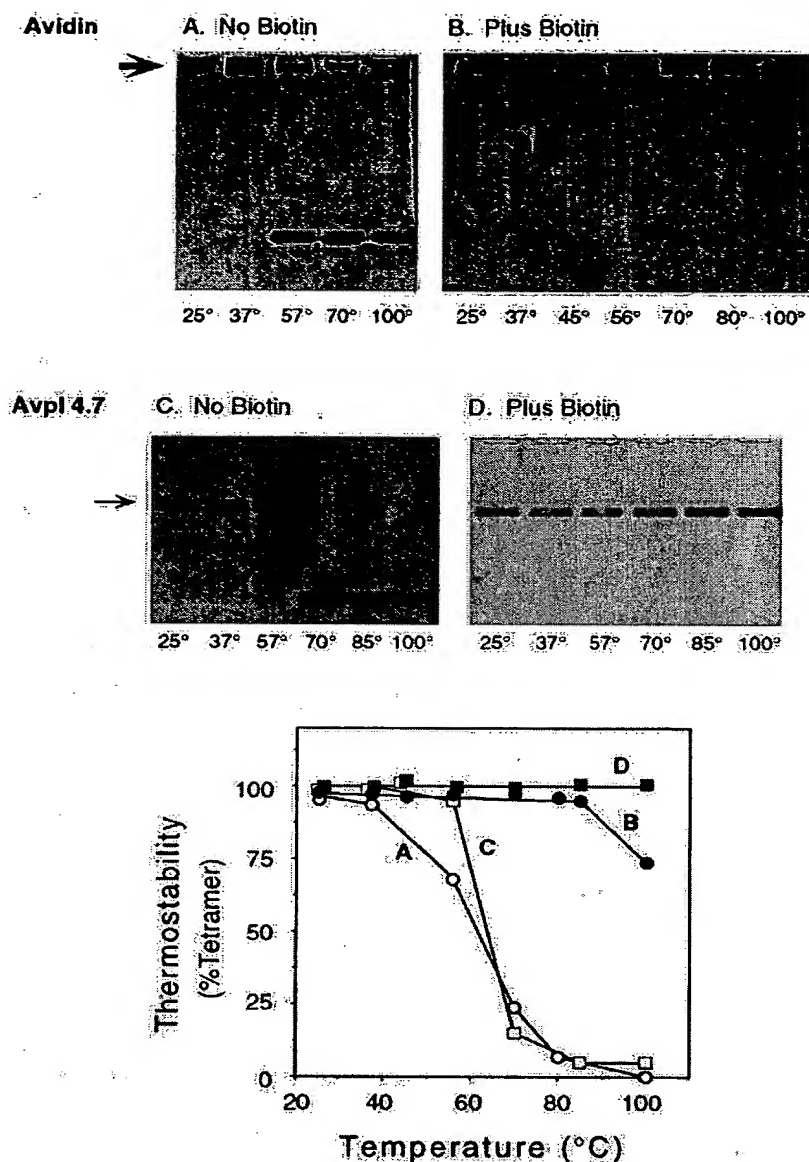 Avidin
A. No Biotin
B. Plus Biotin
25° 37° 57° 70° 100°
25° 37° 45° 56° 70° 80° 100°
Avpl 4.7
C. No Biotin
D. Plus Biotin
25° 37° 57° 70° 85° 100°
25° 37° 57° 70° 85° 100°
Thermostability
(%Tetramer)
100
75
50
25
0
A
B
C
D
20 40 60 80 100
Temperature (°C)